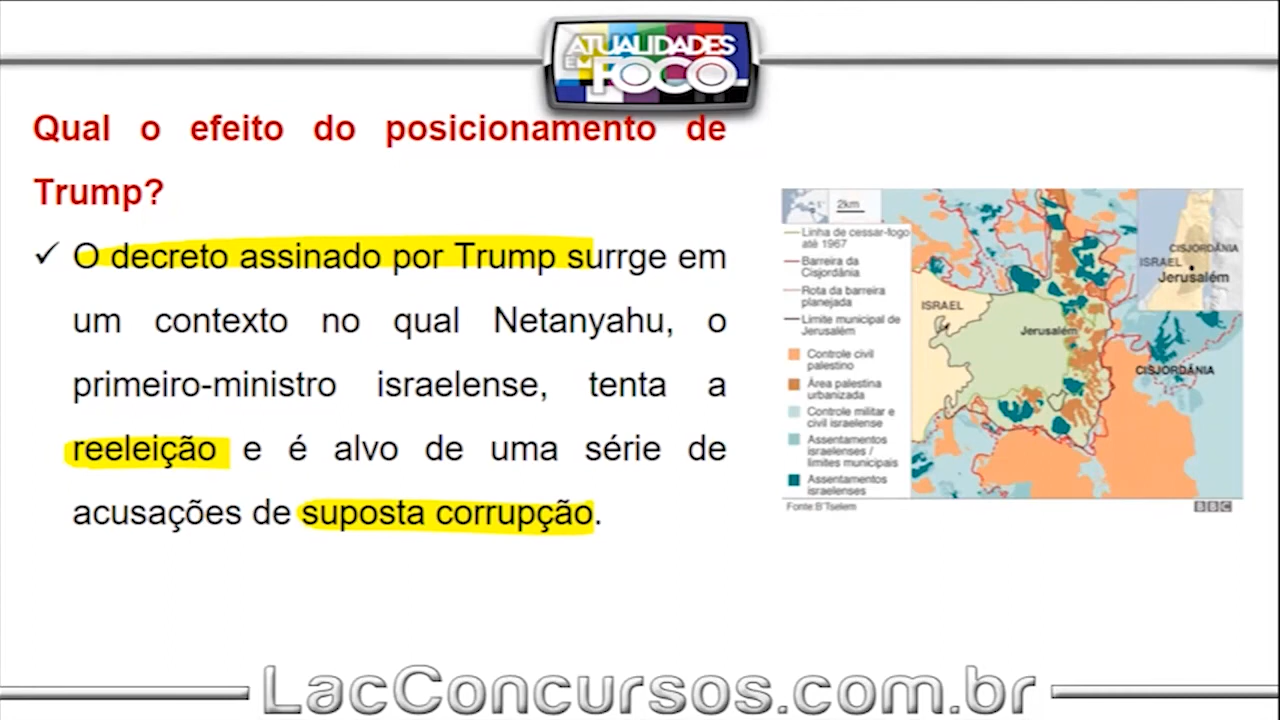 ATUALIDADES
EM FOCO
Qual o efeito do posicionamento de
Trump?
✓ O decreto assinado por Trump surrge em
um contexto no qual Netanyahu, o
primeiro-ministro israelense, tenta a
reeleição e é alvo de uma série de
acusações de suposta corrupção.
2km
Linha de cessar-fogo
até 1967
Barreira da
Cisjordânia
Rota da barreira
planejada
Limite municipal de
Jerusalém
Controle civil
palestino
Área palestina
urbanizada
Controle militar e
civil israelense
Assentamentos
israelenses /
limites municipais
Assentamentos
israelenses
ISRAEL
Jerusalém
CISJORDÂNIA
CISJORDÂNIA
ISRAEL
Jerusalém
Fonte:B'Tselem
BBC
LacConcursos.com.br